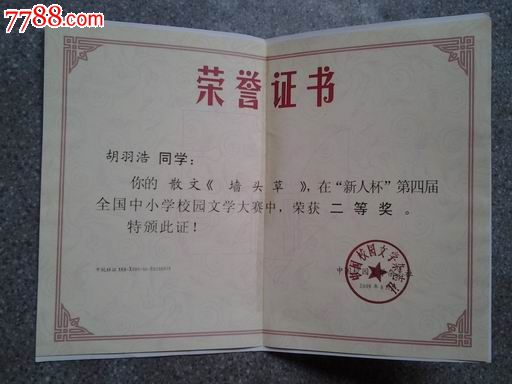 7788.com
荣誉证书
胡羽浩 同学：
你的 散文《 墙头草 》，在“新人杯”第四届
全国中小学校园文学大赛中，荣获 二等奖 。
特颁此证！